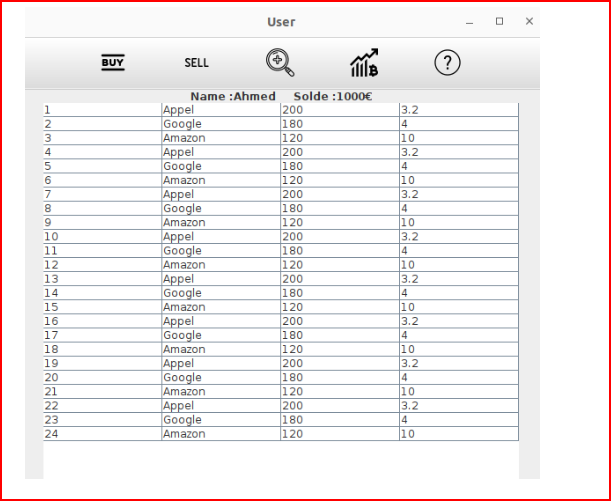 User
BUY SELL ?
Name :Ahmed Solde :1000€
1 Appel 200 3.2
2 Google 180 4
3 Amazon 120 10
4 Appel 200 3.2
5 Google 180 4
6 Amazon 120 10
7 Appel 200 3.2
8 Google 180 4
9 Amazon 120 10
10 Appel 200 3.2
11 Google 180 4
12 Amazon 120 10
13 Appel 200 3.2
14 Google 180 4
15 Amazon 120 10
16 Appel 200 3.2
17 Google 180 4
18 Amazon 120 10
19 Appel 200 3.2
20 Google 180 4
21 Amazon 120 10
22 Appel 200 3.2
23 Google 180 4
24 Amazon 120 10